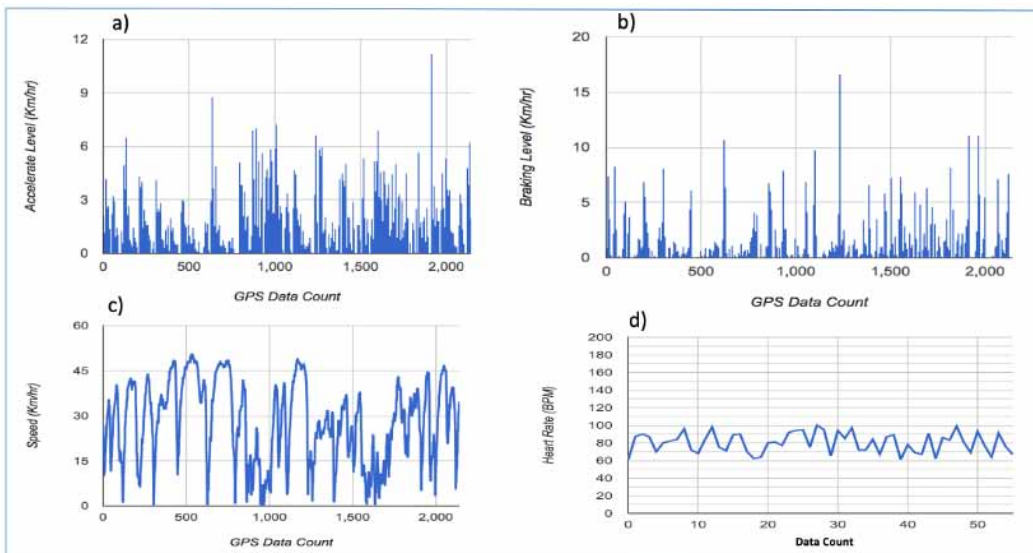 a)
12
9
6
3
0
Accelerate Level (Km/hr)
0 500 1,000 1,500 2,000
GPS Data Count
b)
20
15
10
5
0
Braking Level (Km/hr)
0 500 1,000 1,500 2,000
GPS Data Count
c)
60
45
30
15
0
Speed (Km/hr)
0 500 1,000 1,500 2,000
GPS Data Count
d)
200
180
160
140
120
100
80
60
40
20
0
Heart Rate (BPM)
0 10 20 30 40 50
Data Count